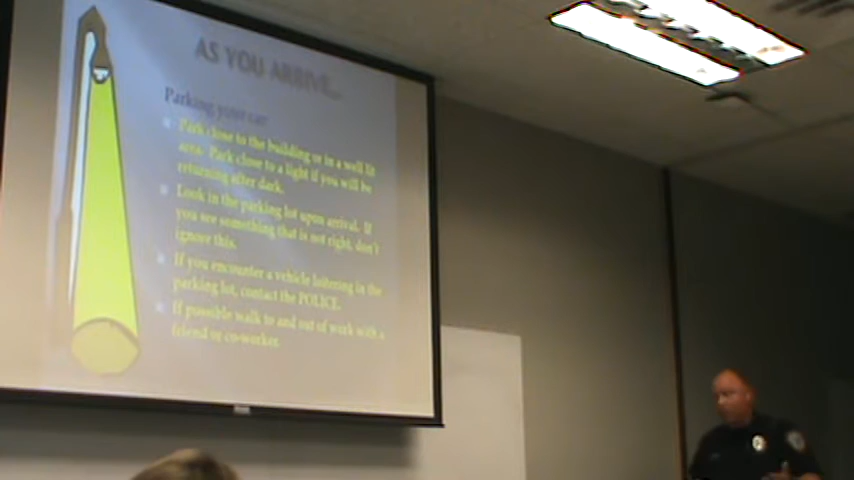 AS YOU ARRIVE...
Parking your car
Park close to the building or in a well lit
area. Park close to a light if you will be
returning after dark.
Look in the parking lot upon arrival. If
you see something that is not right, don't
ignore this.
If you encounter a vehicle loitering in the
parking lot, contact the POLICE.
If possible walk to and out of work with a
friend or co-worker.